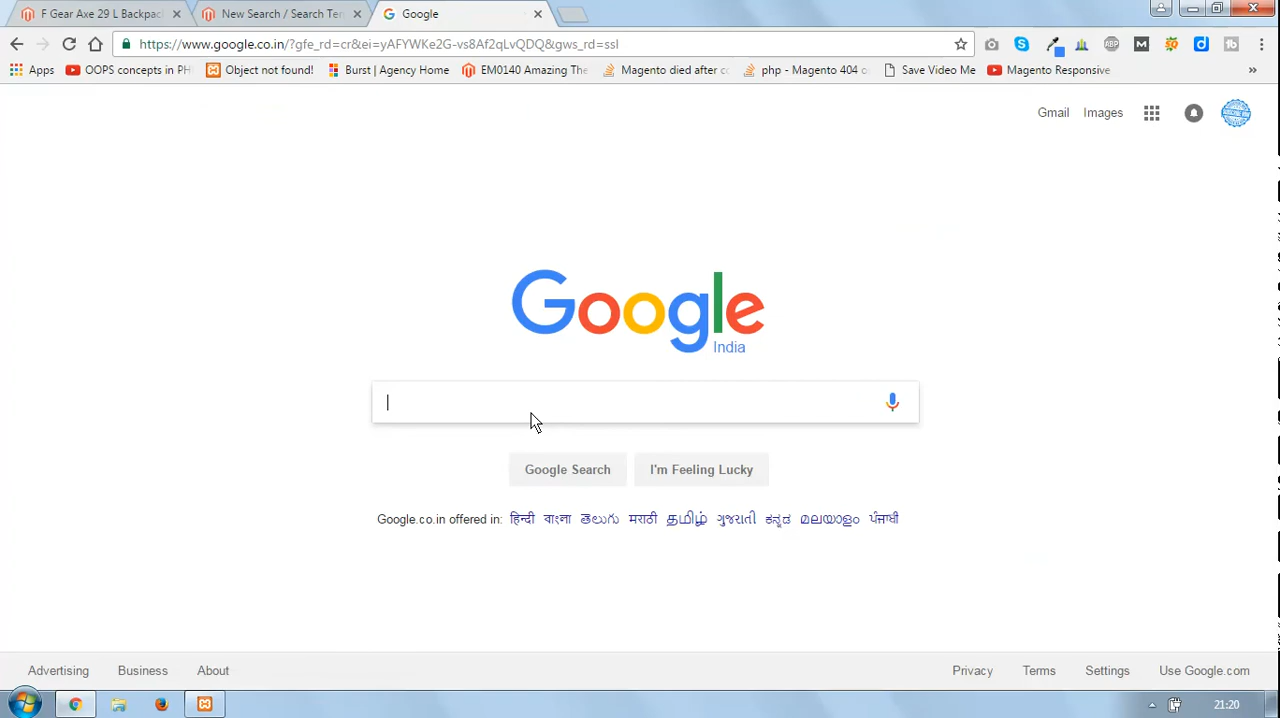 F Gear Axe 29 L Backpac
New Search / Search Ter
Google
https://www.google.co.in/?gfe_rd=cr&ei=yAFYWKe2G-vs8Af2qLvQDQ&gws_rd=ssl
Apps
OOPS concepts in PH
Object not found!
Burst | Agency Home
EM0140 Amazing The
Magento died after c
php - Magento 404 o
Save Video Me
Magento Responsive
»
Gmail Images
Google
India
Google Search I'm Feeling Lucky
Google.co.in offered in: हिन्दी বাংলা తెలుగు मराठी தமிழ் ગુજરાતી ಕನ್ನಡ മലയാളം ਪੰਜਾਬੀ
Advertising Business About Privacy Terms Settings Use Google.com
21:20